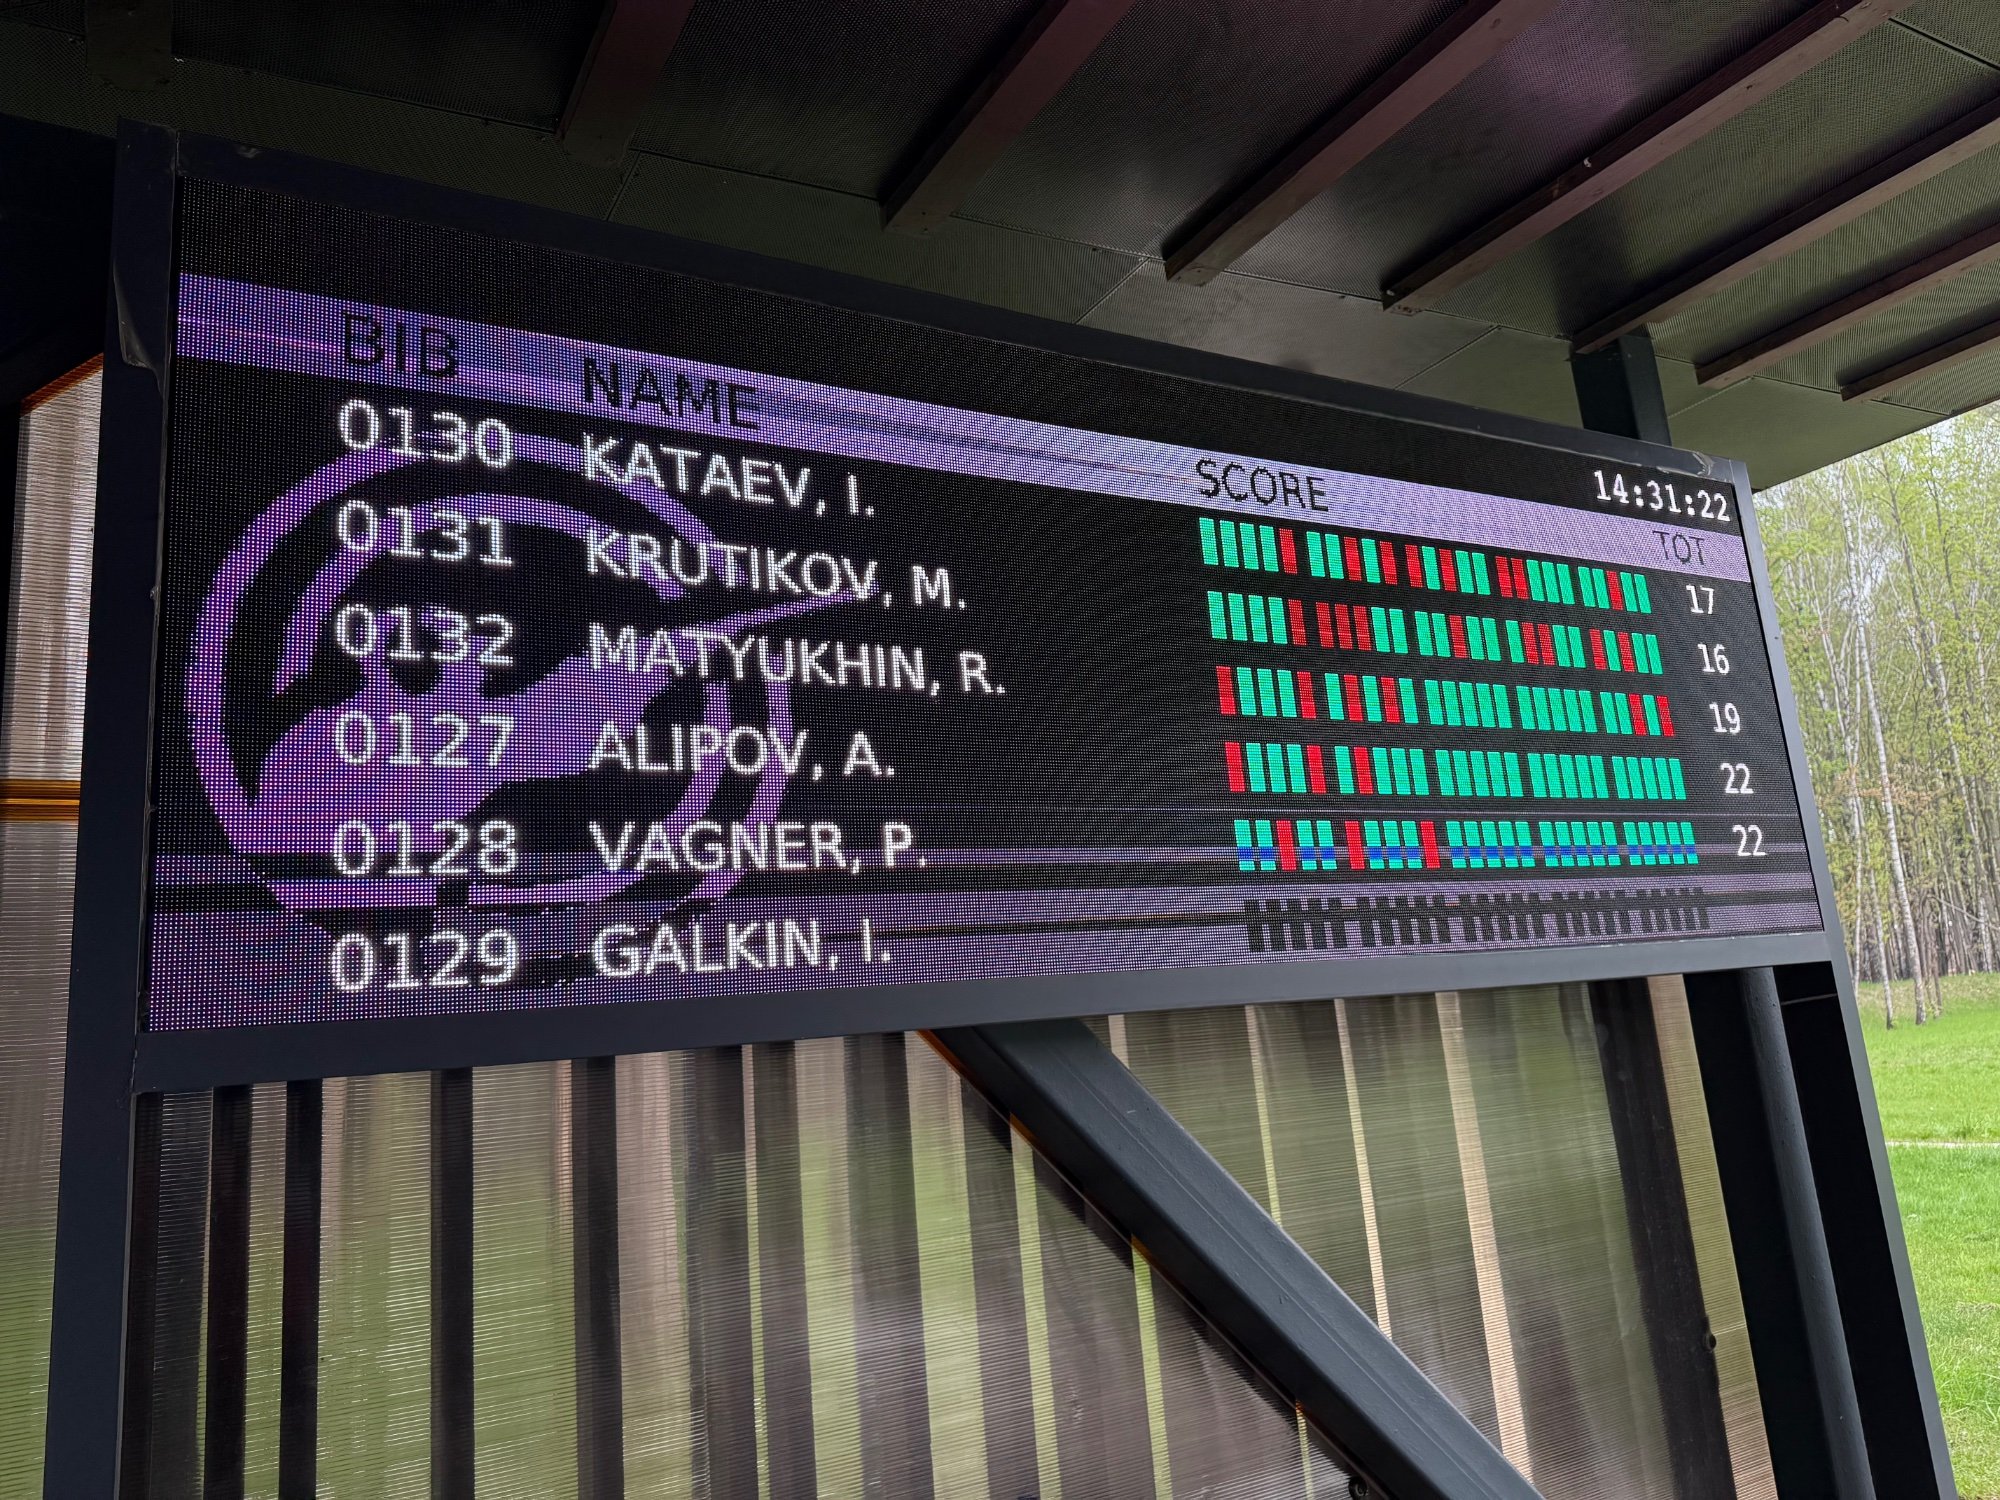 14:31:22
BIB NAME SCORE TOT
0130 KATAEV, I. 17
0131 KRUTIKOV, M. 16
0132 MATYUKHIN, R. 19
0127 ALIPOV, A. 22
0128 VAGNER, P. 22
0129 GALKIN, I.